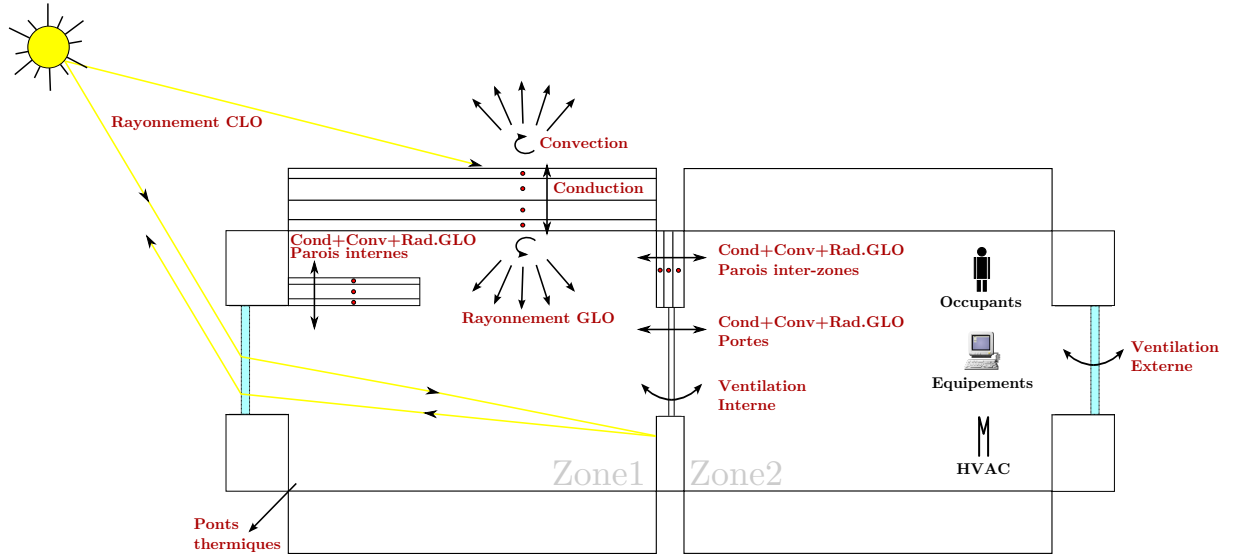 Rayonnement CLO
Convection
Conduction
Cond+Conv+Rad.GLO
Parois internes
Rayonnement GLO
Cond+Conv+Rad.GLO
Parois inter-zones
Cond+Conv+Rad.GLO
Portes
Ventilation
Interne
Occupants
Equipements
HVAC
Ventilation
Externe
Zone1
Zone2
Ponts
thermiques